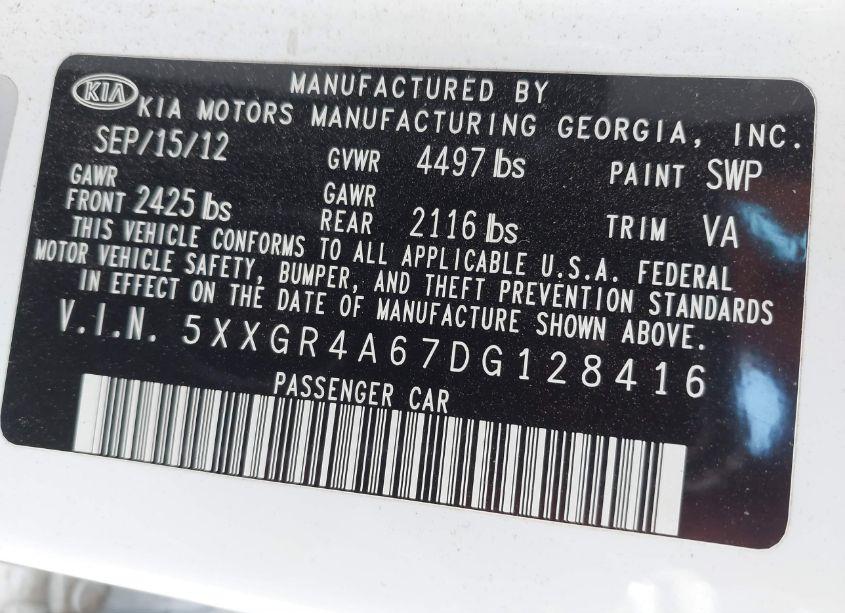 MANUFACTURED BY
KIA KIA MOTORS MANUFACTURING GEORGIA, INC.
SEP/15/12 GVWR 4497 lbs PAINT SWP
GAWR FRONT 2425 lbs GAWR REAR 2116 lbs TRIM VA
THIS VEHICLE CONFORMS TO ALL APPLICABLE U.S.A. FEDERAL
MOTOR VEHICLE SAFETY, BUMPER, AND THEFT PREVENTION STANDARDS
IN EFFECT ON THE DATE OF MANUFACTURE SHOWN ABOVE.
V.I.N. 5XXGR4A67DG128416
PASSENGER CAR